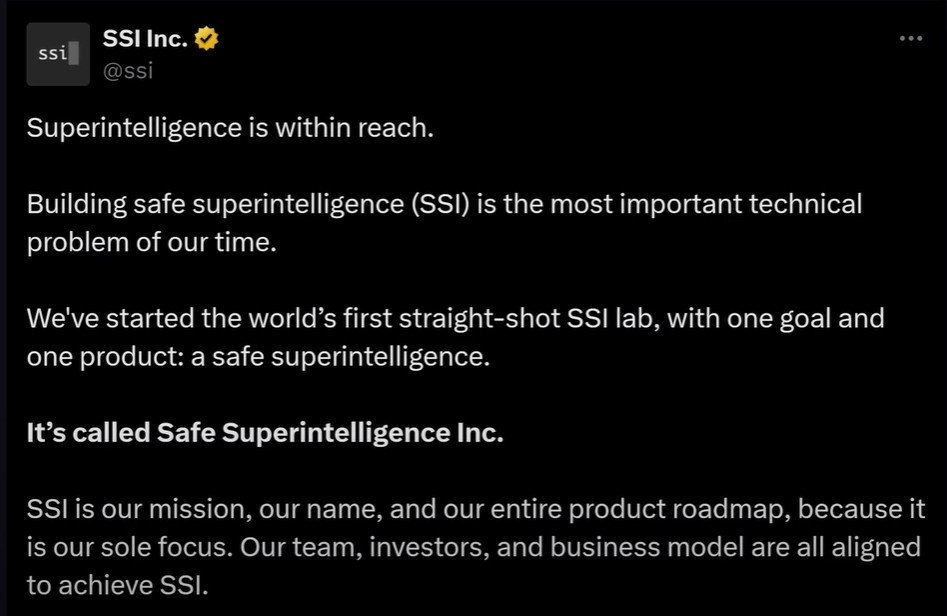 ssi
SSI Inc.
@ssi
Superintelligence is within reach.
Building safe superintelligence (SSI) is the most important technical
problem of our time.
We've started the world’s first straight-shot SSI lab, with one goal and
one product: a safe superintelligence.
It’s called Safe Superintelligence Inc.
SSI is our mission, our name, and our entire product roadmap, because it
is our sole focus. Our team, investors, and business model are all aligned
to achieve SSI.